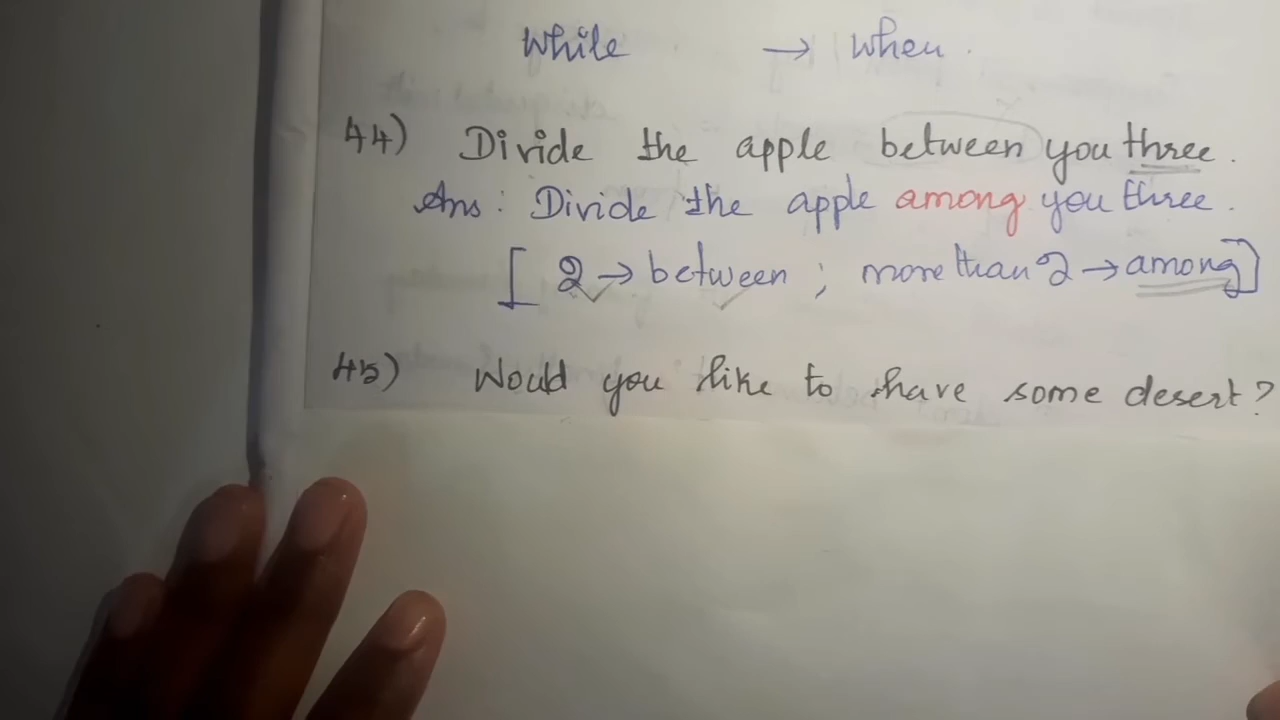 while → when.
44) Divide the apple between you three.
Ans : Divide the apple among you three.
[ 2 → between ; more than 2 → among]
45) Would you like to have some desert?